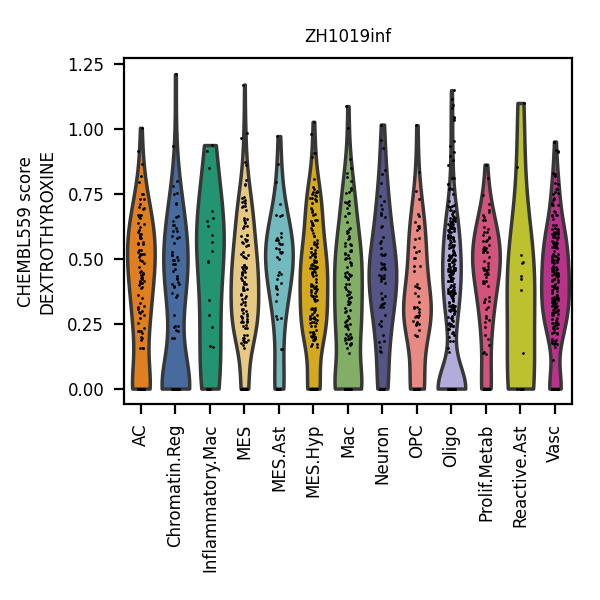 ZH1019inf
CHEMBL559 score
DEXTROTHYROXINE
1.25
1.00
0.75
0.50
0.25
0.00
AC
Chromatin.Reg
Inflammatory.Mac
MES
MES.Ast
MES.Hyp
Mac
Neuron
OPC
Oligo
Prolif.Metab
Reactive.Ast
Vasc